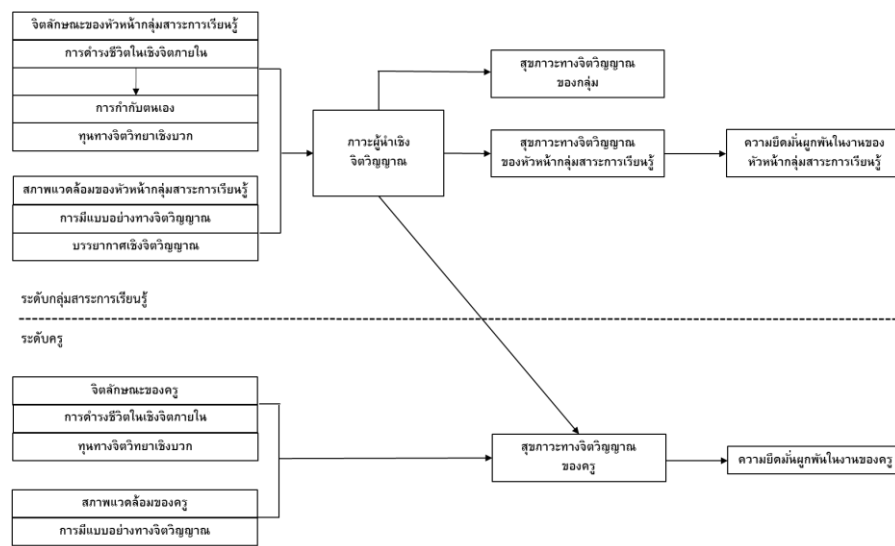 จิตลักษณะของหัวหน้ากลุ่มสาระการเรียนรู้
การดำรงชีวิตในเชิงจิตภายใน
การกำกับตนเอง
ทุนทางจิตวิทยาเชิงบวก
สภาพแวดล้อมของหัวหน้ากลุ่มสาระการเรียนรู้
การมีแบบอย่างทางจิตวิญญาณ
บรรยากาศเชิงจิตวิญญาณ
ภาวะผู้นำเชิง
จิตวิญญาณ
สุขภาวะทางจิตวิญญาณ
ของกลุ่ม
สุขภาวะทางจิตวิญญาณ
ของหัวหน้ากลุ่มสาระการเรียนรู้
ความยึดมั่นผูกพันในงานของ
หัวหน้ากลุ่มสาระการเรียนรู้
ระดับกลุ่มสาระการเรียนรู้
ระดับครู
จิตลักษณะของครู
การดำรงชีวิตในเชิงจิตภายใน
ทุนทางจิตวิทยาเชิงบวก
สภาพแวดล้อมของครู
การมีแบบอย่างทางจิตวิญญาณ
สุขภาวะทางจิตวิญญาณ
ของครู
ความยึดมั่นผูกพันในงานของครู